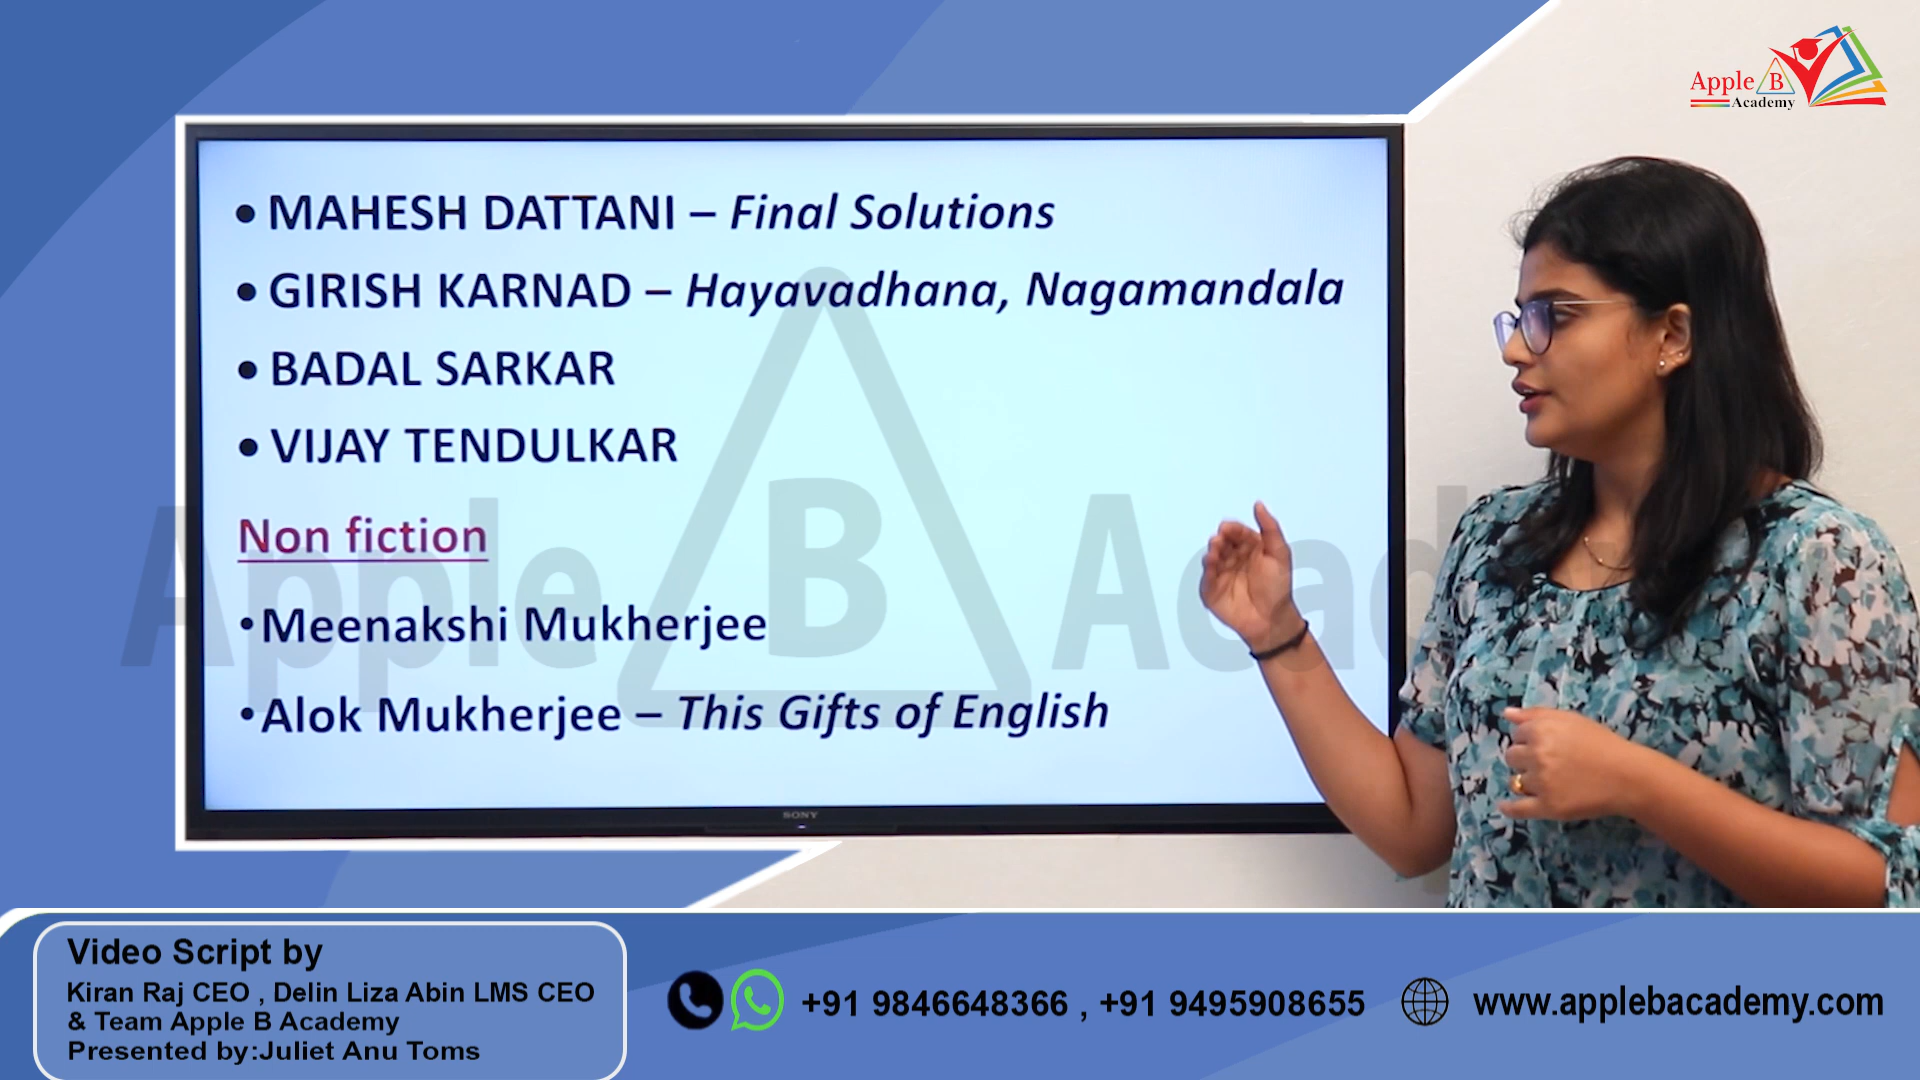 Apple B
Academy
• MAHESH DATTANI – Final Solutions
• GIRISH KARNAD – Hayavadhana, Nagamandala
• BADAL SARKAR
• VIJAY TENDULKAR
Non fiction
• Meenakshi Mukherjee
• Alok Mukherjee – This Gifts of English
Apple B Academy
SONY
Video Script by
Kiran Raj CEO , Delin Liza Abin LMS CEO
& Team Apple B Academy
Presented by:Juliet Anu Toms
+91 9846648366 , +91 9495908655
www.applebacademy.com